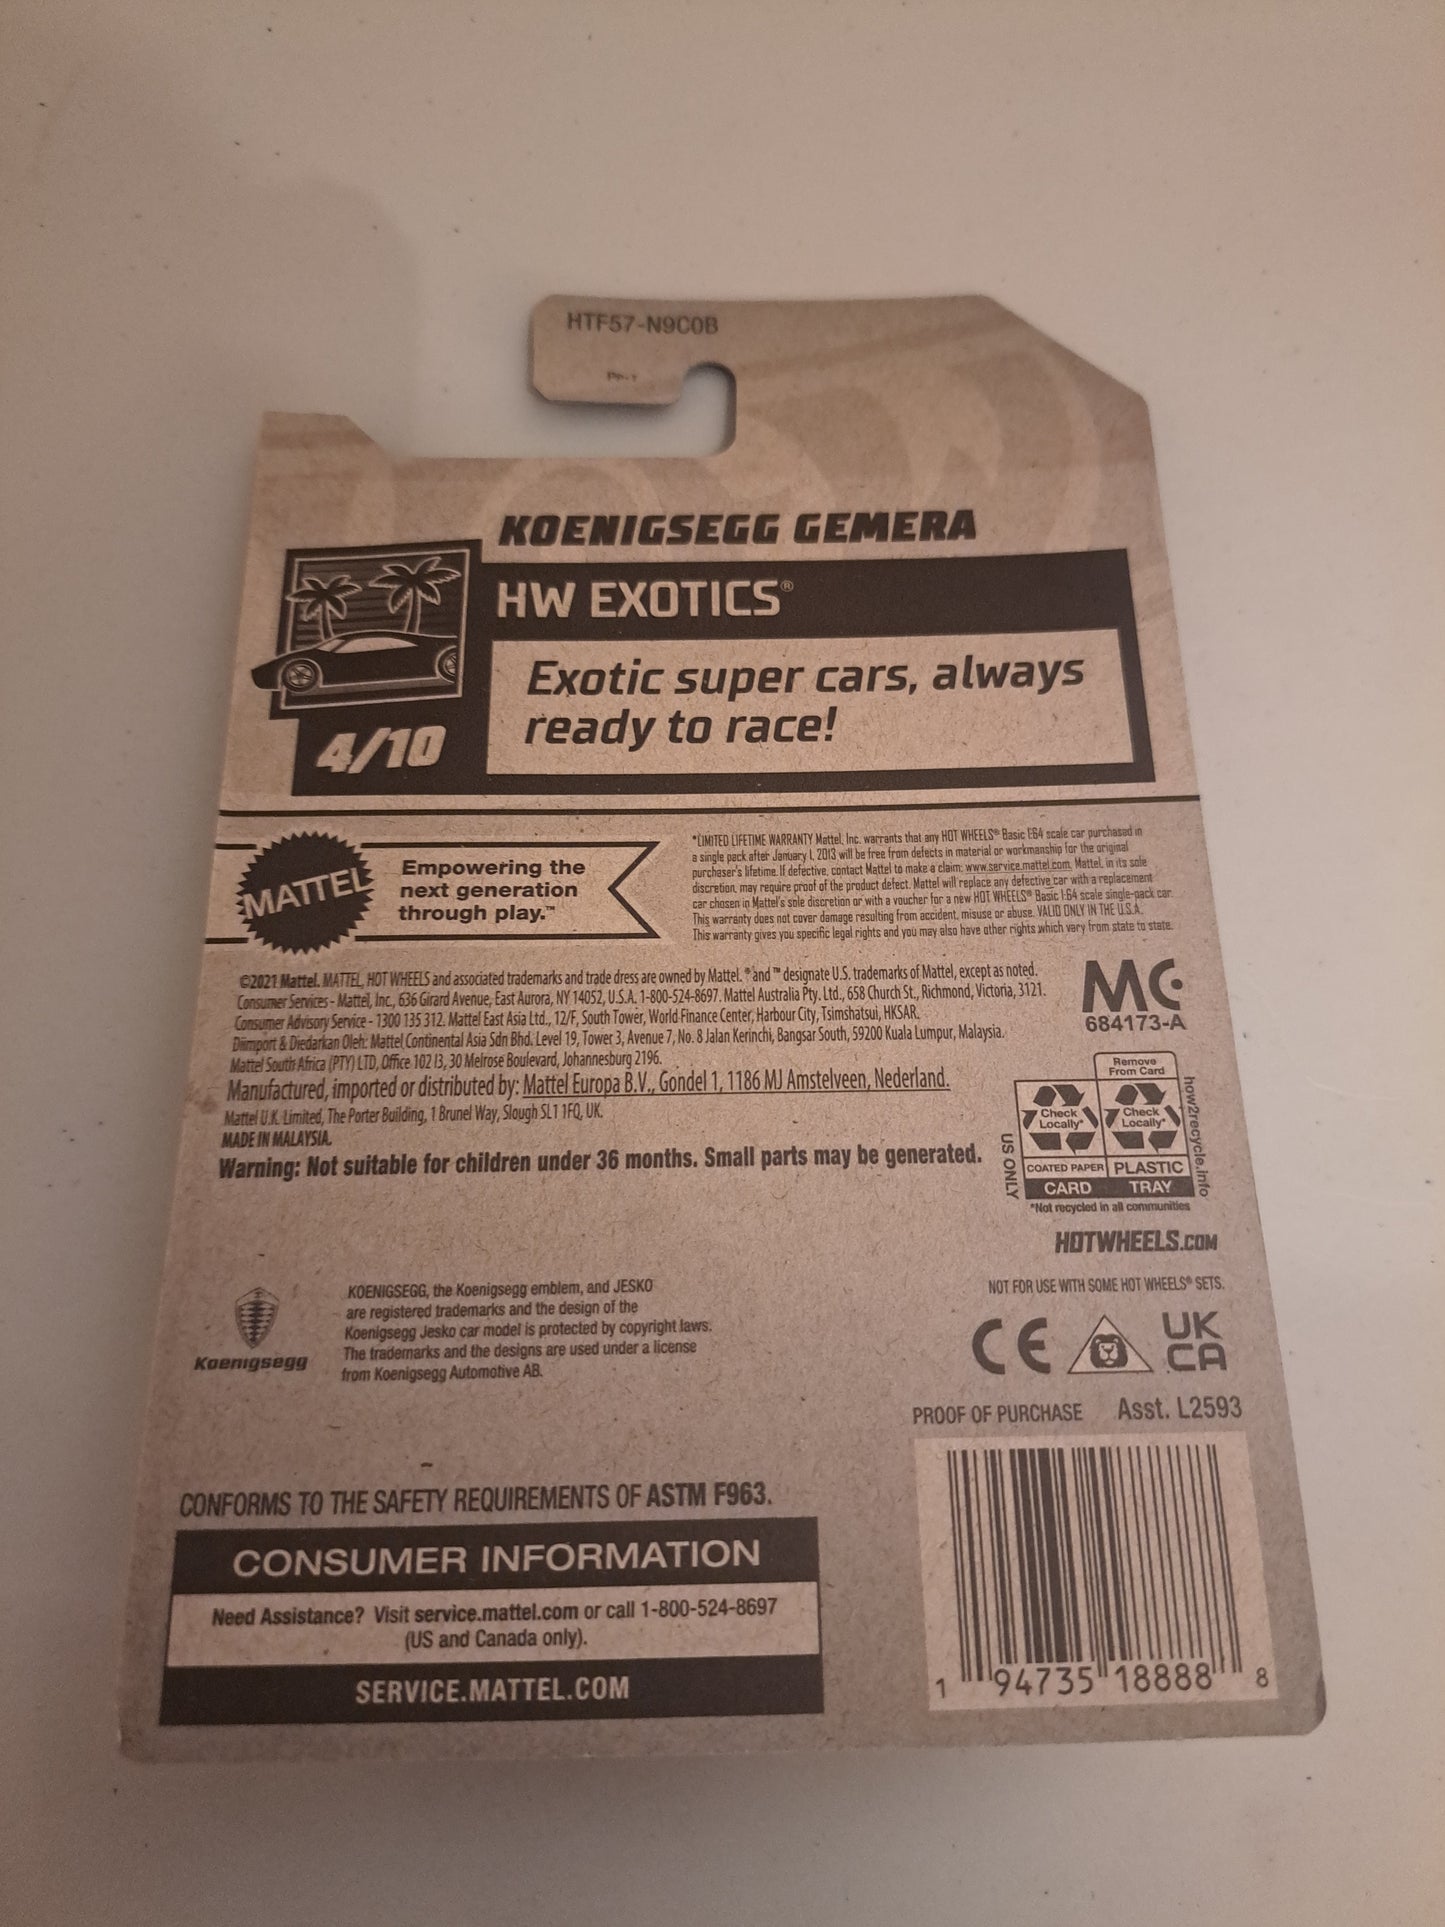 HTF57-N9C0B
KOENIGSEGG GEMERA
HW EXOTICS®
Exotic super cars, always
ready to race!
4/10
MATTEL
Empowering the
next generation
through play.™
*LIMITED LIFETIME WARRANTY Mattel, Inc. warrants that any HOT WHEELS® Basic 1:64 scale car purchased in
a single pack after January 1, 2013 will be free from defects in material or workmanship for the original
purchaser's lifetime. If defective, contact Mattel to make a claim: www.service.mattel.com. Mattel, in its sole
discretion, may require proof of the product defect. Mattel will replace any defective car with a replacement
car chosen in Mattel's sole discretion or with a voucher for a new HOT WHEELS® Basic 1:64 scale single-pack car.
This warranty does not cover damage resulting from accident, misuse or abuse. VALID ONLY IN THE U.S.A.
This warranty gives you specific legal rights and you may also have other rights which vary from state to state.
©2021 Mattel. MATTEL, HOT WHEELS and associated trademarks and trade dress are owned by Mattel. ® and ™ designate U.S. trademarks of Mattel, except as noted.
Consumer Services - Mattel, Inc., 636 Girard Avenue, East Aurora, NY 14052, U.S.A. 1-800-524-8697. Mattel Australia Pty. Ltd., 658 Church St., Richmond, Victoria, 3121.
Consumer Advisory Service - 1300 135 312. Mattel East Asia Ltd., 12/F, South Tower, World Finance Center, Harbour City, Tsimshatsui, HKSAR.
Diimport & Diedarkan Oleh: Mattel Continental Asia Sdn Bhd. Level 19, Tower 3, Avenue 7, No. 8 Jalan Kerinchi, Bangsar South, 59200 Kuala Lumpur, Malaysia.
Mattel South Africa (PTY) LTD, Office 102 I3, 30 Melrose Boulevard, Johannesburg 2196.
Manufactured, imported or distributed by: Mattel Europa B.V., Gondel 1, 1186 MJ Amstelveen, Nederland.
Mattel U.K. Limited, The Porter Building, 1 Brunel Way, Slough SL1 1FQ, UK.
MADE IN MALAYSIA.
Warning: Not suitable for children under 36 months. Small parts may be generated.
MC
684173-A
Remove
From Card
Check
Locally*
Check
Locally*
COATED PAPER
PLASTIC
CARD
TRAY
US ONLY
how2recycle.info
*Not recycled in all communities
HOTWHEELS.COM
NOT FOR USE WITH SOME HOT WHEELS® SETS.
Koenigsegg
KOENIGSEGG, the Koenigsegg emblem, and JESKO
are registered trademarks and the design of the
Koenigsegg Jesko car model is protected by copyright laws.
The trademarks and the designs are used under a license
from Koenigsegg Automotive AB.
CE
UK
CA
PROOF OF PURCHASE Asst. L2593
CONFORMS TO THE SAFETY REQUIREMENTS OF ASTM F963.
CONSUMER INFORMATION
Need Assistance? Visit service.mattel.com or call 1-800-524-8697
(US and Canada only).
SERVICE.MATTEL.COM
1 94735 18888 8